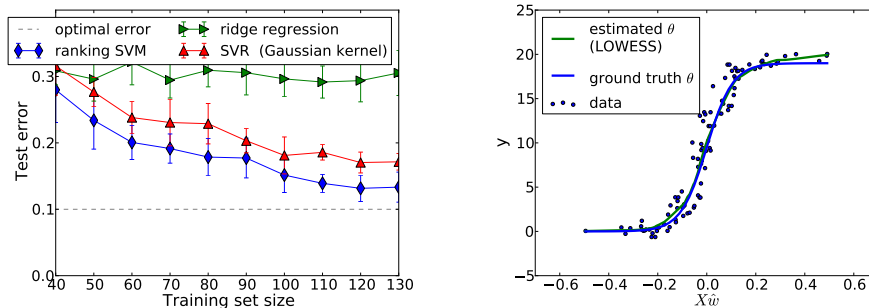 optimal error
ranking SVM
ridge regression
SVR (Gaussian kernel)
0.3
0.2
0.1
0.0
Test error
40 50 60 70 80 90 100 110 120 130
Training set size
estimated θ
(LOWESS)
ground truth θ
data
25
20
15
10
5
0
−5
y
−0.6 −0.4 −0.2 0.0 0.2 0.4 0.6
Xŵ